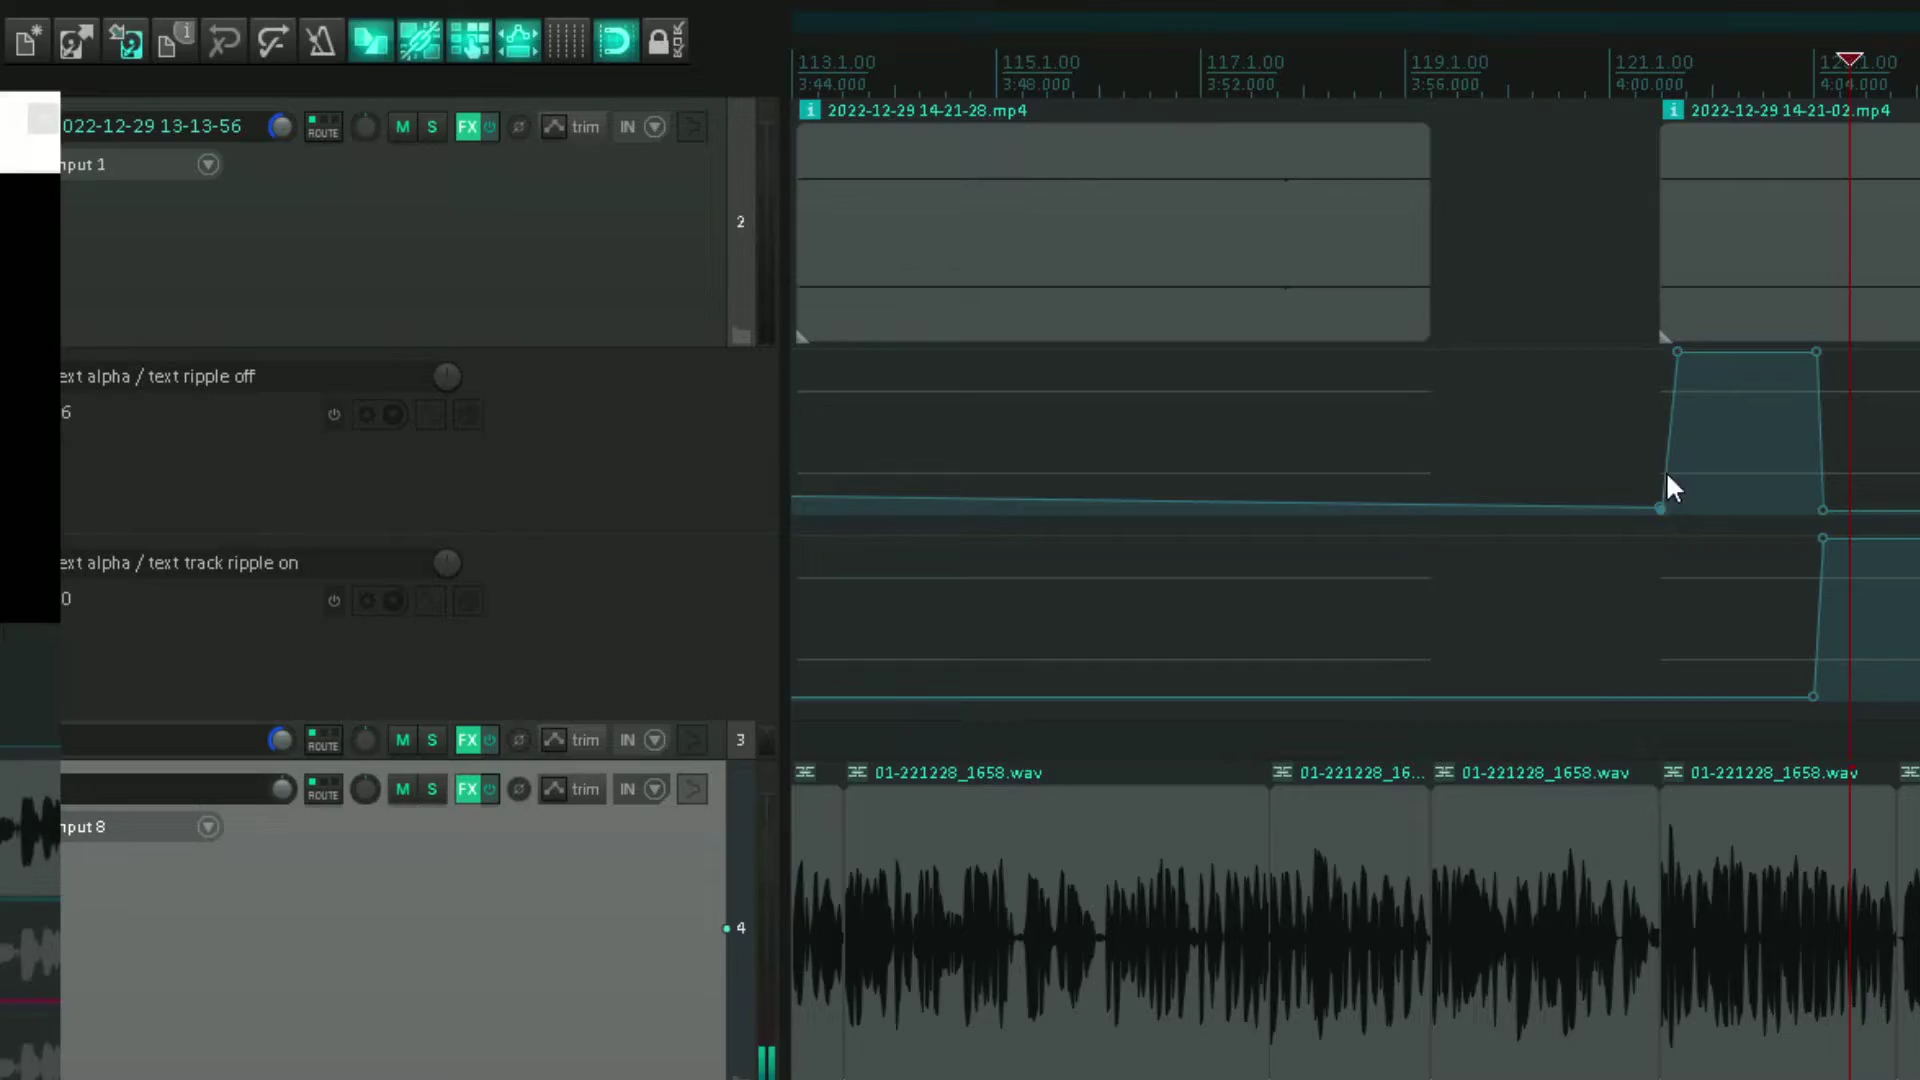 113.1.00
3:44.000
115.1.00
3:48.000
117.1.00
3:52.000
119.1.00
3:56.000
121.1.00
4:00.000
4:04.000
i 2022-12-29 14-21-28.mp4
i 2022-12-29 14-21-02.mp4
022-12-29 13-13-56
ROUTE
M S FX trim IN
nput 1
2
ext alpha / text ripple off
6
ext alpha / text track ripple on
0
ROUTE
M S FX trim IN
3
ROUTE
M S FX trim IN
nput 8
4
01-221228_1658.wav
01-221228_16...
01-221228_1658.wav
01-221228_1658.wav